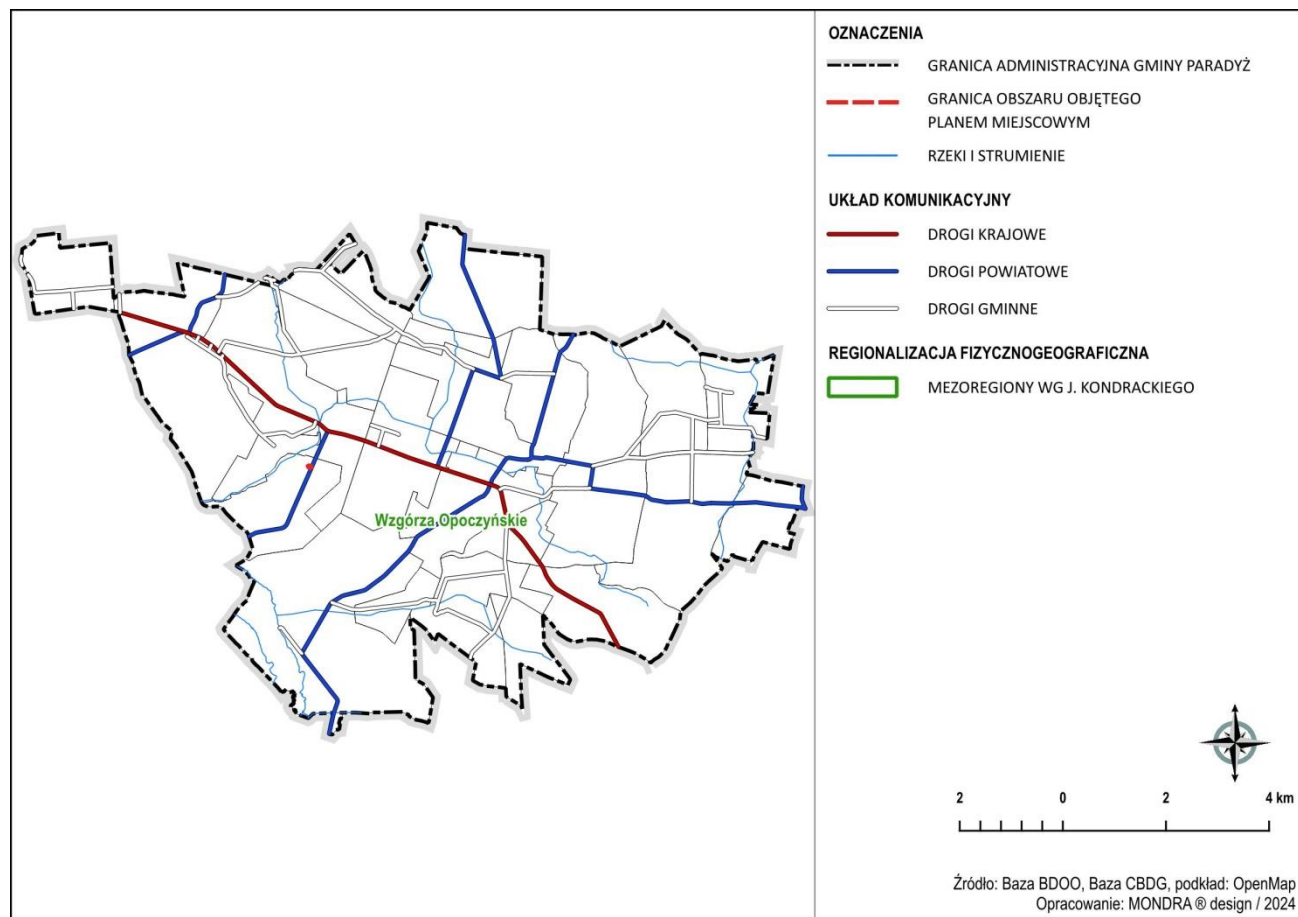 OZNACZENIA
GRANICA ADMINISTRACYJNA GMINY PARADYŻ
GRANICA OBSZARU OBJĘTEGO
PLANEM MIEJSCOWYM
RZEKI I STRUMIENIE
UKŁAD KOMUNIKACYJNY
DROGI KRAJOWE
DROGI POWIATOWE
DROGI GMINNE
REGIONALIZACJA FIZYCZNOGEOGRAFICZNA
MEZOREGIONY WG J. KONDRACKIEGO
Wzgórza Opoczyńskie
2 0 2 4 km
Źródło: Baza BDOO, Baza CBDG, podkład: OpenMap
Opracowanie: MONDRA ® design / 2024